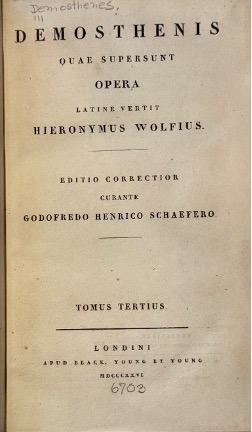 Demosthenes.
III
DEMOSTHENIS
QUAE SUPERSUNT
OPERA
LATINE VERTIT
HIERONYMUS WOLFIUS.
EDITIO CORRECTIOR
CURANTE
GODOFREDO HENRICO SCHAEFERO
TOMUS TERTIUS.
LONDINI
APUD BLACK, YOUNG ET YOUNG
MDCCCXXVI
6703